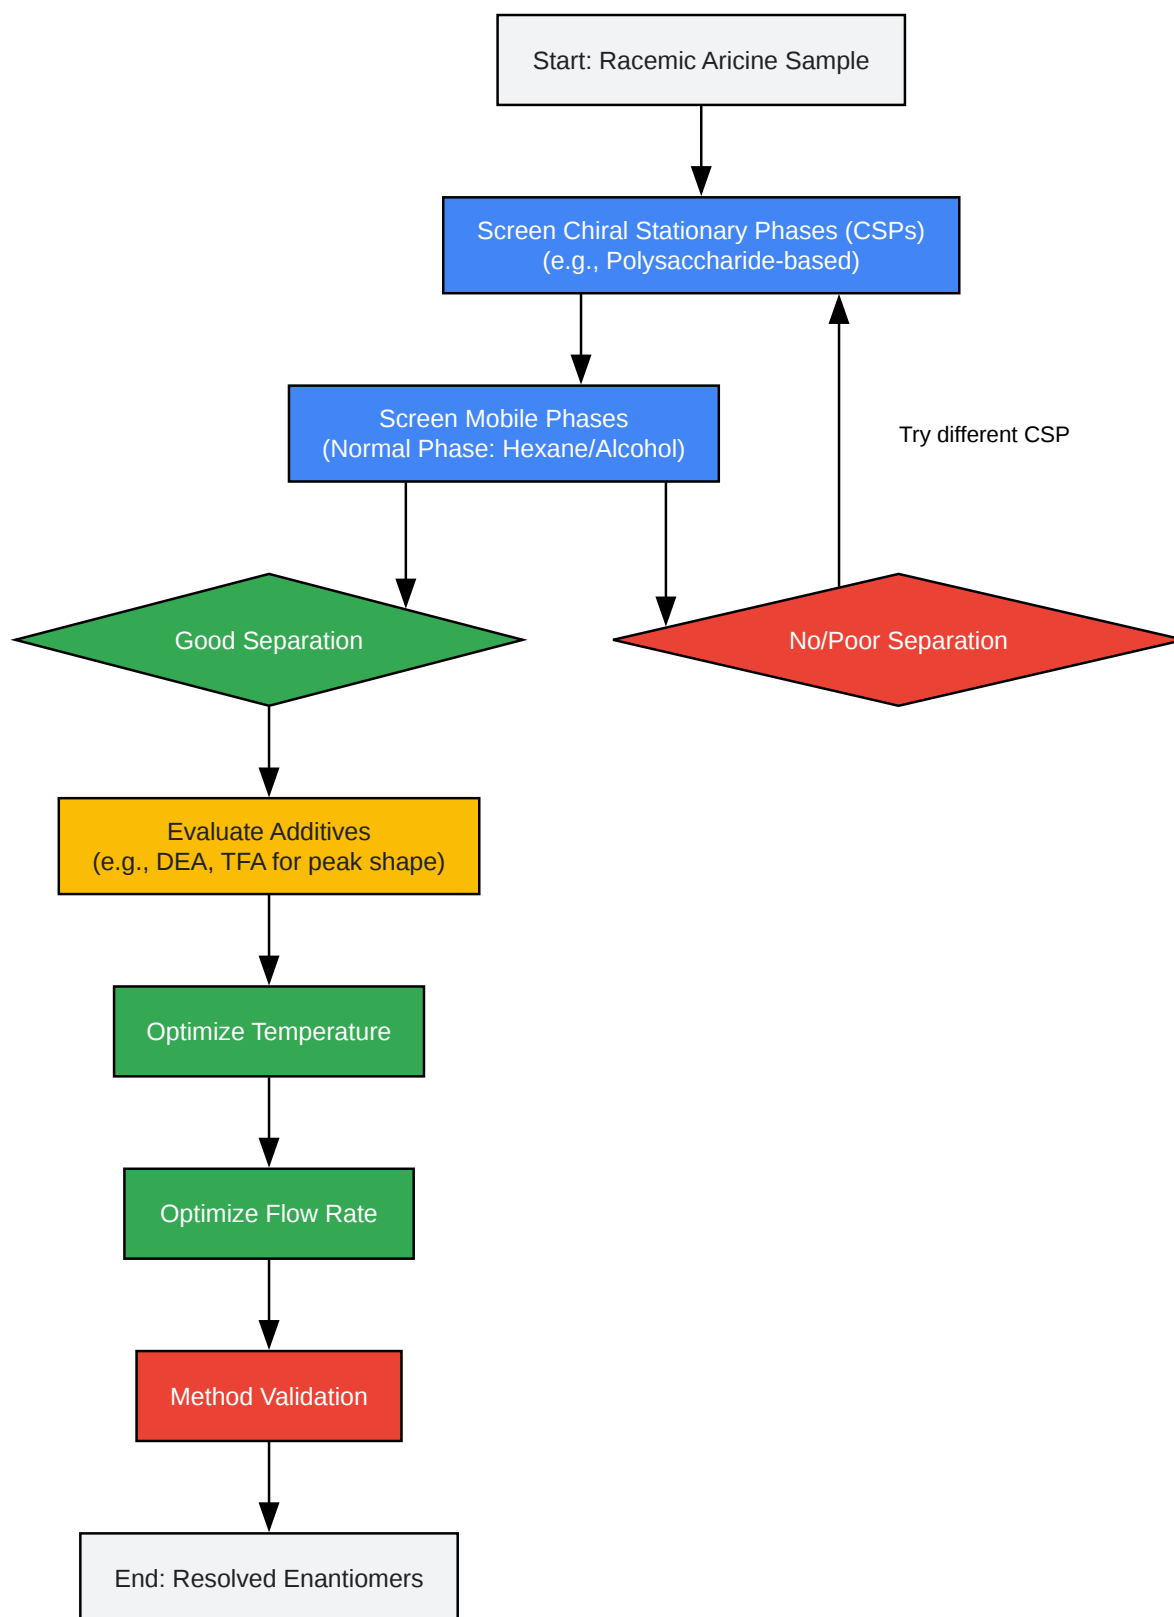 Start: Racemic Aricine Sample
Screen Chiral Stationary Phases (CSPs)
(e.g., Polysaccharide-based)
Screen Mobile Phases
(Normal Phase: Hexane/Alcohol)
Try different CSP
Good Separation
No/Poor Separation
Evaluate Additives
(e.g., DEA, TFA for peak shape)
Optimize Temperature
Optimize Flow Rate
Method Validation
End: Resolved Enantiomers